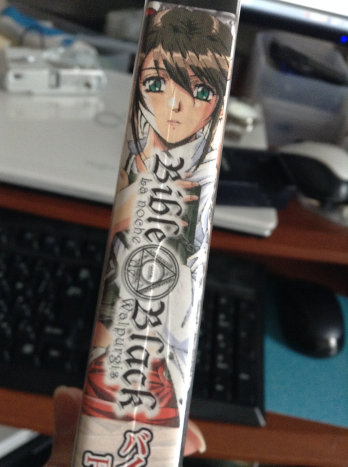 Bible Black
La Noche
Walpurgis